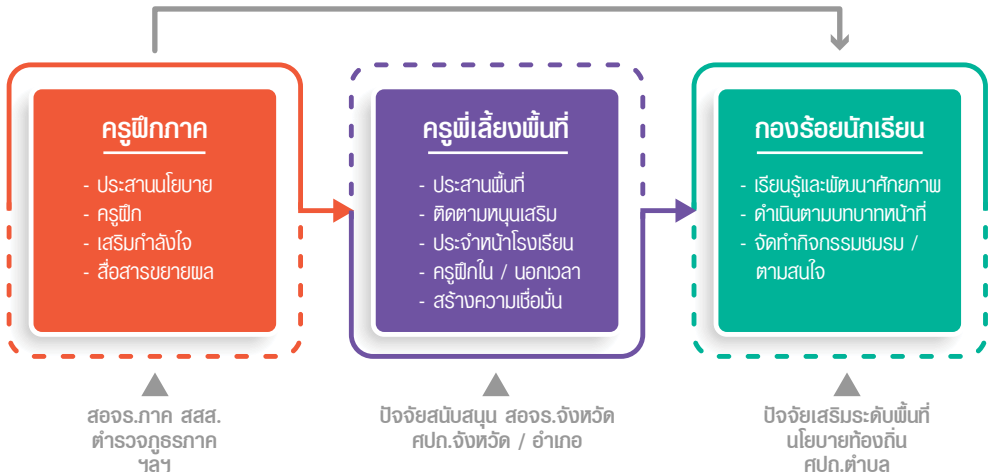 ครูฝึกภาค
- ประสานนโยบาย
- ครูฝึก
- เสริมกำลังใจ
- สื่อสารขยายผล
ครูพี่เลี้ยงพื้นที่
- ประสานพื้นที่
- ติดตามหนุนเสริม
- ประจำหน้าโรงเรียน
- ครูฝึกใน / นอกเวลา
- สร้างความเชื่อมั่น
กองร้อยนักเรียน
- เรียนรู้และพัฒนาศักยภาพ
- ดำเนินตามบทบาทหน้าที่
- จัดทำกิจกรรมชมรม /
ตามสนใจ
สอจร.ภาค สสส.
ตำรวจภูธรภาค
ฯลฯ
ปัจจัยสนับสนุน สอจร.จังหวัด
ศปถ.จังหวัด / อำเภอ
ปัจจัยเสริมระดับพื้นที่
นโยบายท้องถิ่น
ศปถ.ตำบล